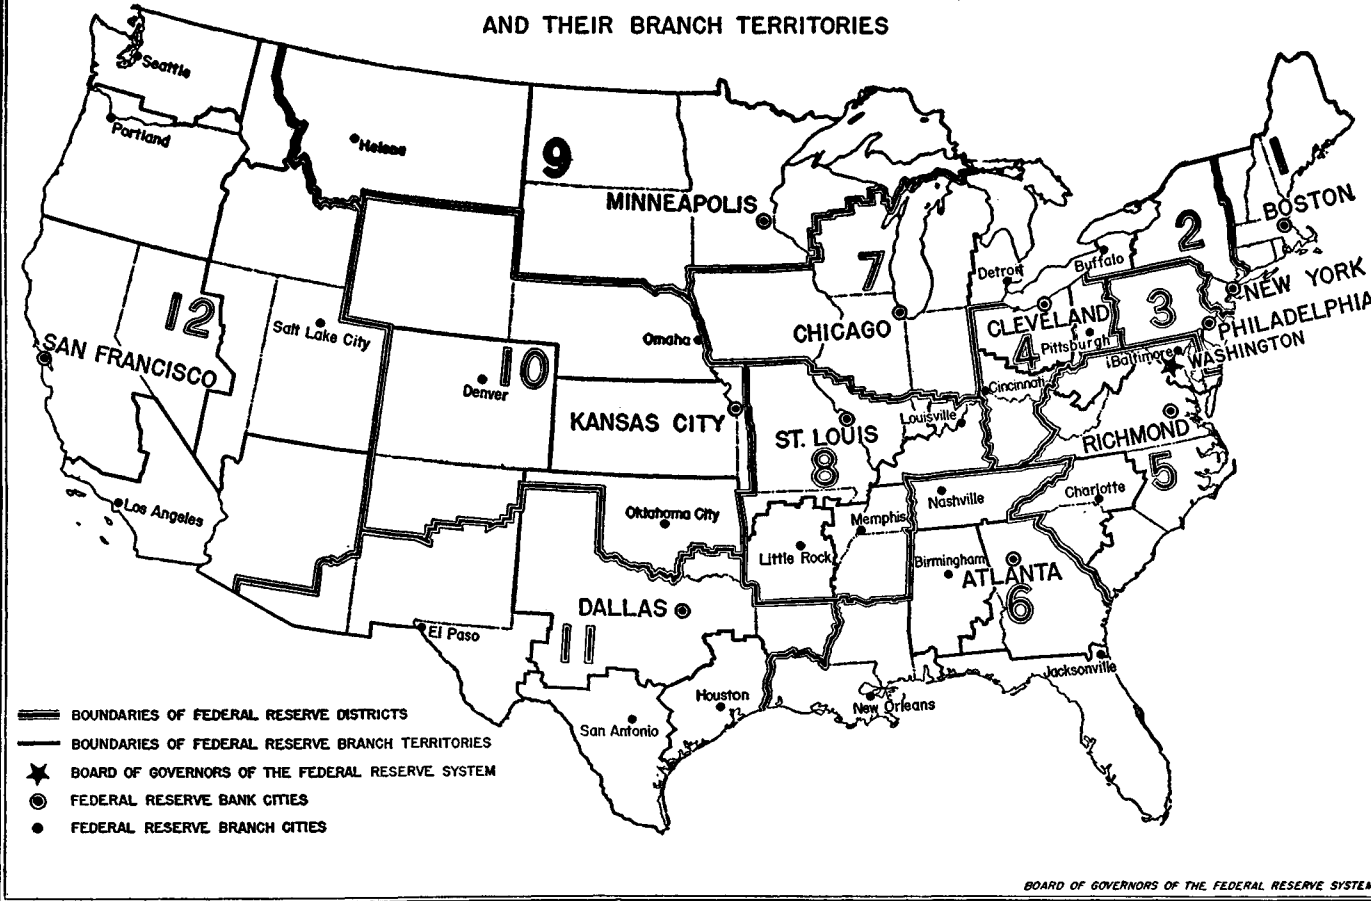 AND THEIR BRANCH TERRITORIES
Seattle
Portland
Helena
9
1
MINNEAPOLIS
BOSTON
2
7
Buffalo
Detroit
NEW YORK
12
3
Salt Lake City
CHICAGO
CLEVELAND
PHILADELPHIA
SAN FRANCISCO
Omaha
4
Pittsburgh
Baltimore
WASHINGTON
10
Denver
Cincinnati
KANSAS CITY
ST. LOUIS
Louisville
RICHMOND
8
5
Los Angeles
Oklahoma City
Nashville
Charlotte
Memphis
Little Rock
Birmingham
ATLANTA
6
DALLAS
El Paso
11
Houston
Jacksonville
San Antonio
New Orleans
BOUNDARIES OF FEDERAL RESERVE DISTRICTS
BOUNDARIES OF FEDERAL RESERVE BRANCH TERRITORIES
BOARD OF GOVERNORS OF THE FEDERAL RESERVE SYSTEM
FEDERAL RESERVE BANK CITIES
FEDERAL RESERVE BRANCH CITIES
BOARD OF GOVERNORS OF THE FEDERAL RESERVE SYSTEM